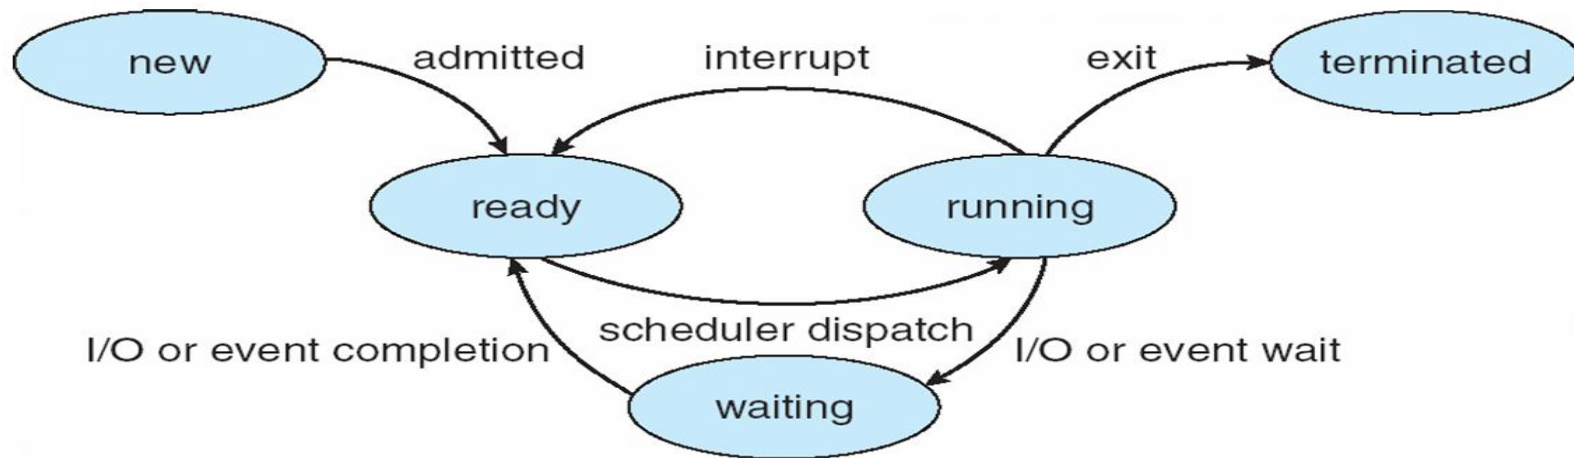 new
admitted
interrupt
exit
terminated
ready
running
scheduler dispatch
I/O or event completion
I/O or event wait
waiting